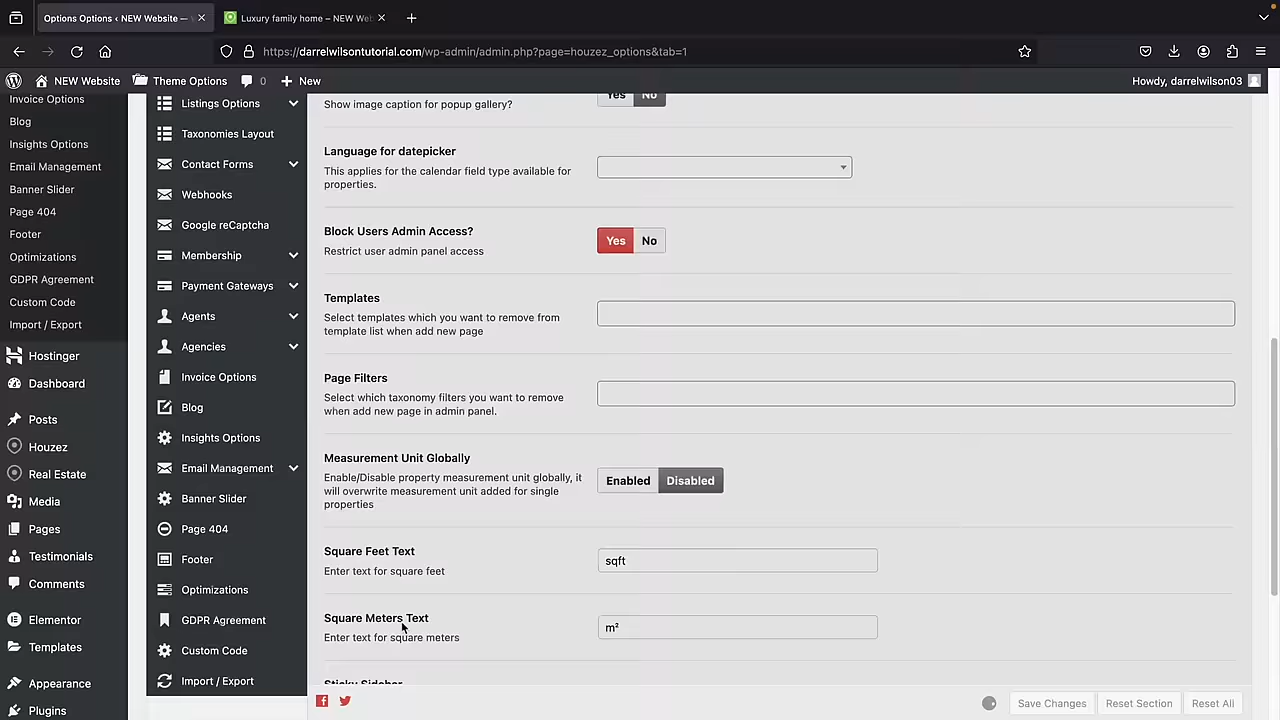 Options Options ‹ NEW Website —
Luxury family home – NEW Web
https://darrelwilsontutorial.com/wp-admin/admin.php?page=houzez_options&tab=1
NEW Website
Theme Options
0
New
Howdy, darrelwilson03
Invoice Options
Blog
Insights Options
Email Management
Banner Slider
Page 404
Footer
Optimizations
GDPR Agreement
Custom Code
Import / Export
Hostinger
Dashboard
Posts
Houzez
Real Estate
Media
Pages
Testimonials
Comments
Elementor
Templates
Appearance
Plugins
Listings Options
Taxonomies Layout
Contact Forms
Webhooks
Google reCaptcha
Membership
Payment Gateways
Agents
Agencies
Invoice Options
Blog
Insights Options
Email Management
Banner Slider
Page 404
Footer
Optimizations
GDPR Agreement
Custom Code
Import / Export
Show image caption for popup gallery?
Yes No
Language for datepicker
This applies for the calendar field type available for
properties.
Block Users Admin Access?
Restrict user admin panel access
Yes No
Templates
Select templates which you want to remove from
template list when add new page
Page Filters
Select which taxonomy filters you want to remove
when add new page in admin panel.
Measurement Unit Globally
Enable/Disable property measurement unit globally, it
will overwrite measurement unit added for single
properties
Enabled Disabled
Square Feet Text
Enter text for square feet
sqft
Square Meters Text
Enter text for square meters
m²
Sticky Sidebar
Save Changes
Reset Section
Reset All